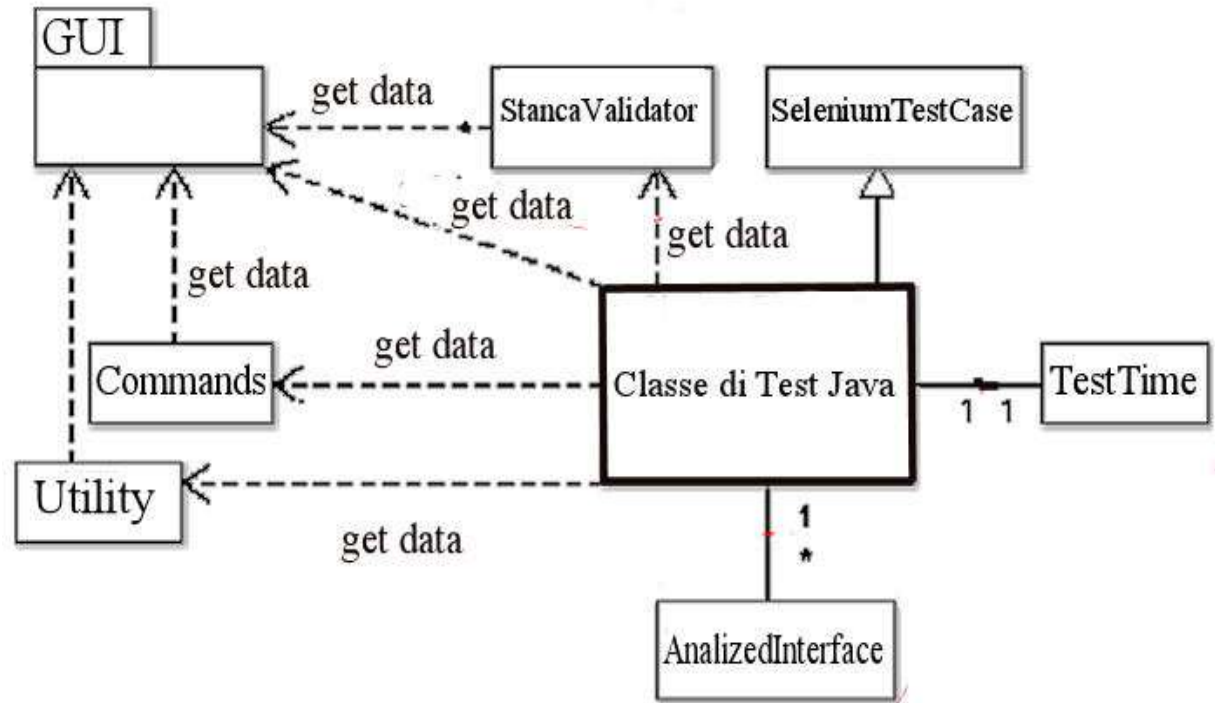 GUI
get data
StancaValidator
SeleniumTestCase
get data
get data
get data
get data
Commands
Classe di Test Java
TestTime
1 1
Utility
get data
1
*
AnalizedInterface